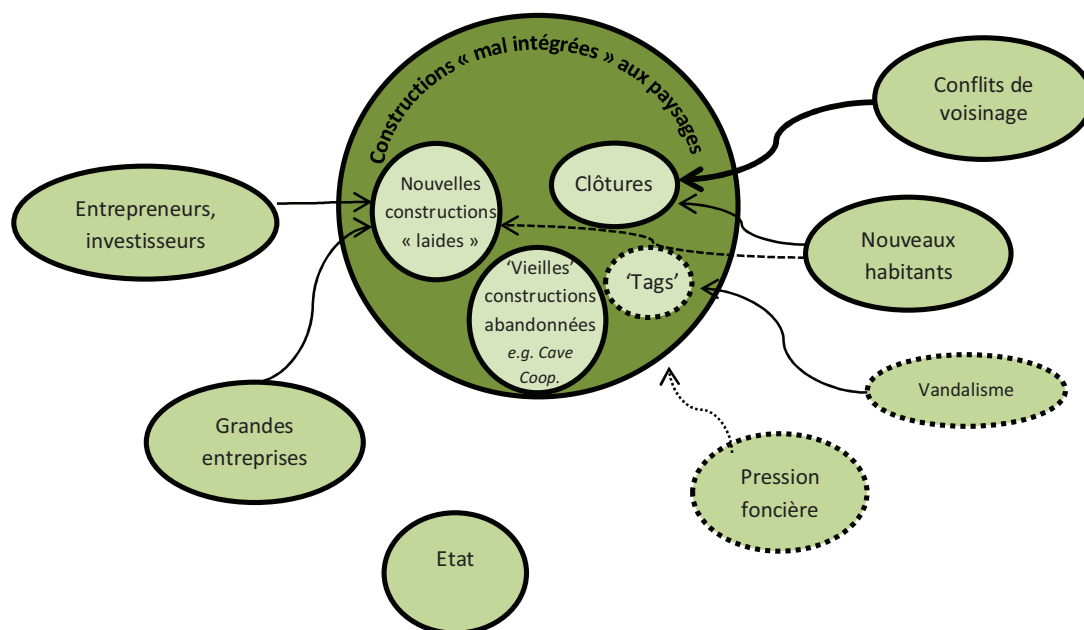 Constructions « mal intégrées » aux paysages
Conflits de
voisinage
Entrepreneurs,
investisseurs
Nouvelles
constructions
« laides »
Clôtures
Nouveaux
habitants
‘Vieilles’
constructions
abandonnées
e.g. Cave
Coop.
‘Tags’
Vandalisme
Grandes
entreprises
Pression
foncière
Etat